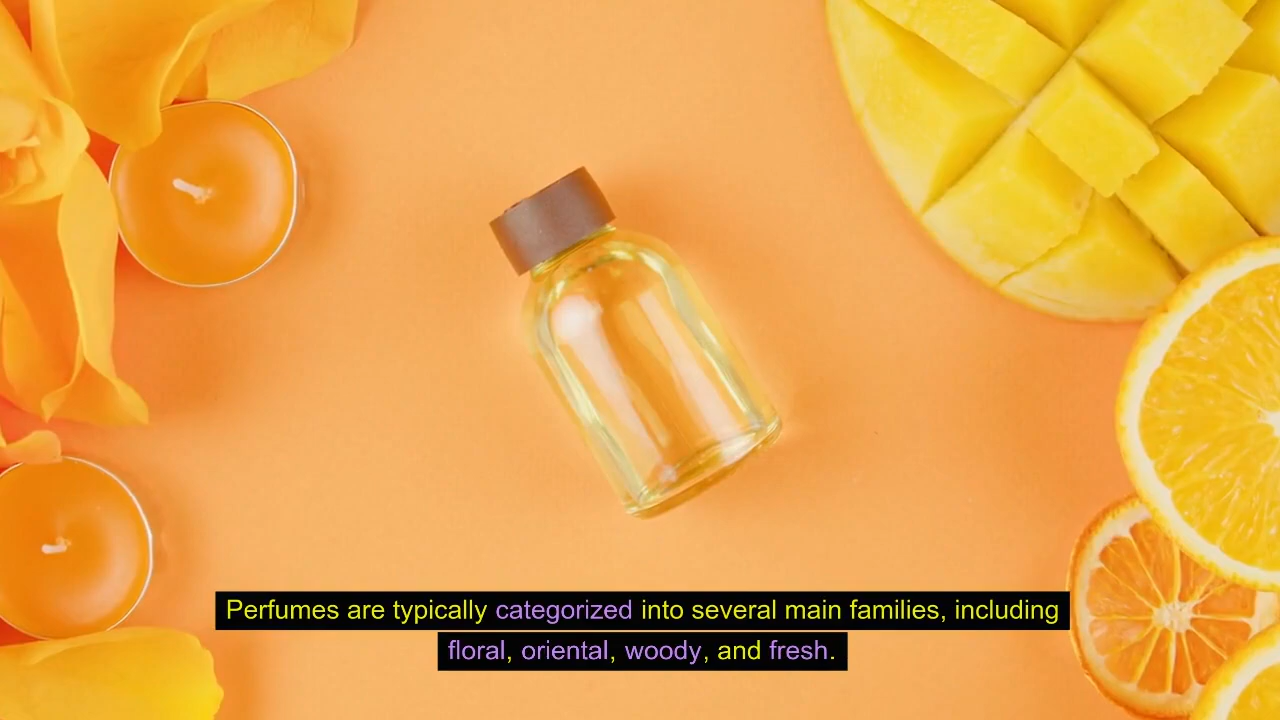 Perfumes are typically categorized into several main families, including
floral, oriental, woody, and fresh.